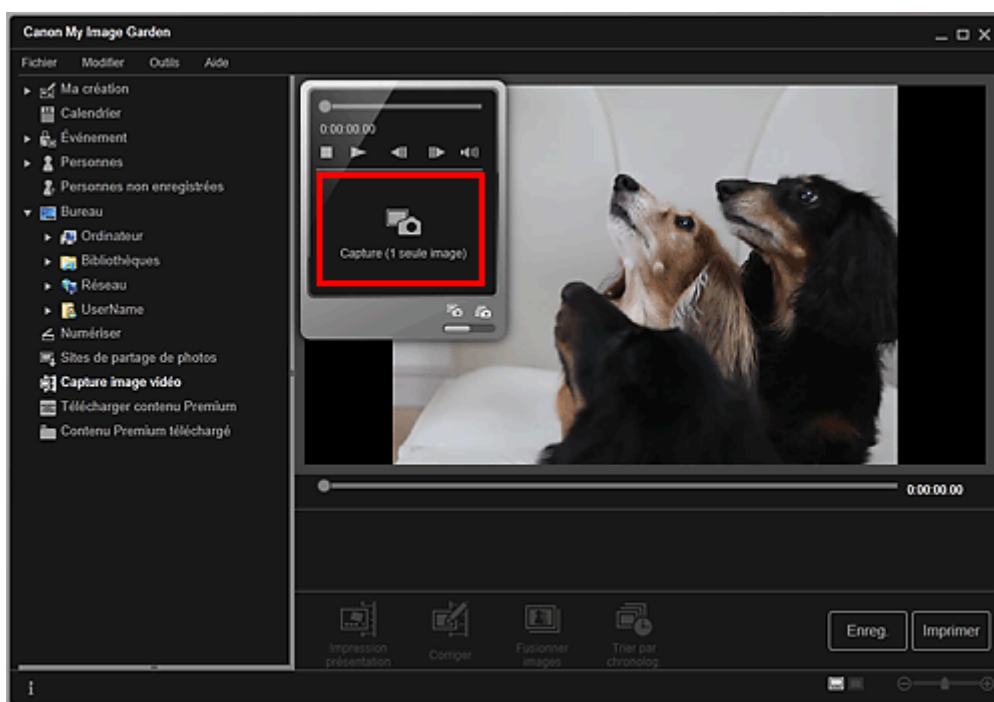 Canon My Image Garden
Fichier Modifier Outils Aide
Ma création
Calendrier
Événement
Personnes
Personnes non enregistrées
Bureau
Ordinateur
Bibliothèques
Réseau
UserName
Numériser
Sites de partage de photos
Capture image vidéo
Télécharger contenu Premium
Contenu Premium téléchargé
0:00:00.00
Capture (1 seule image)
0:00:00.00
Impression
présentation
Corriger
Fusionner
images
Trier par
chronolog.
Enreg.
Imprimer